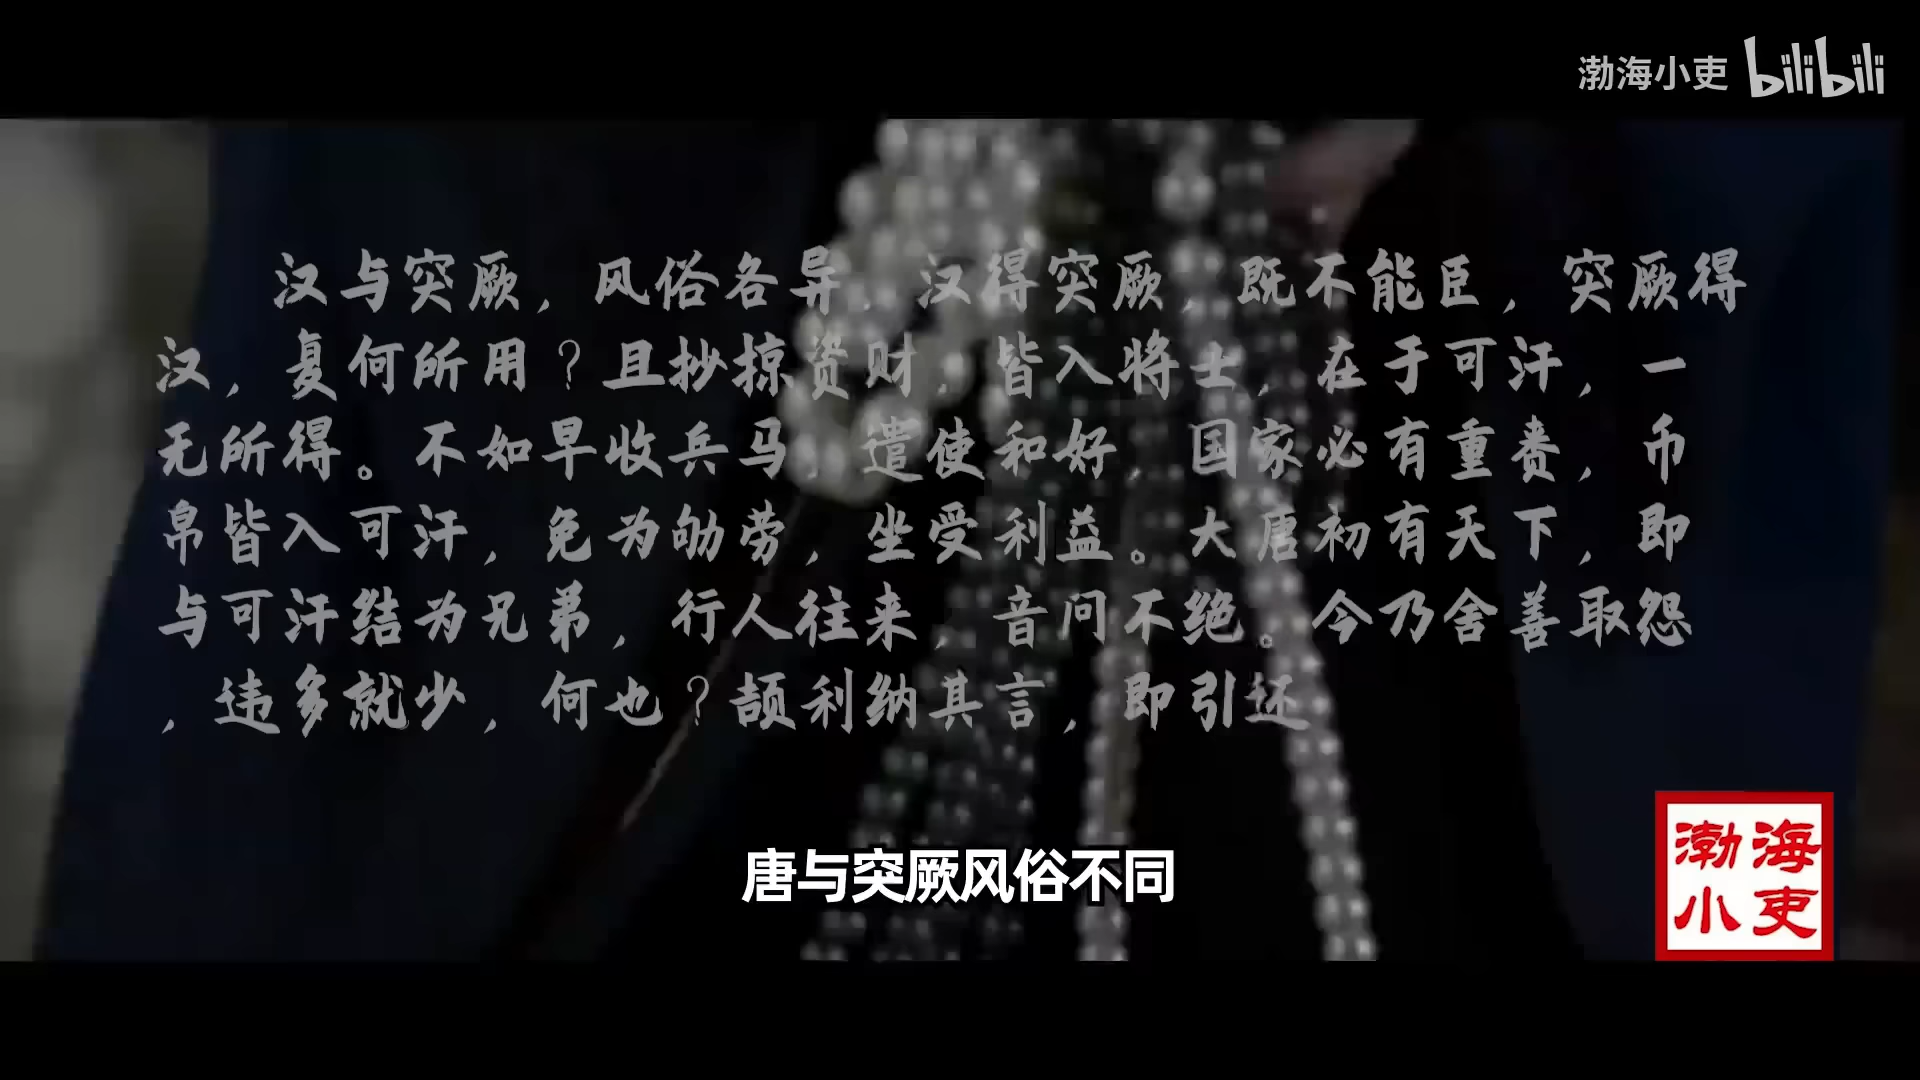 渤海小吏 bilibili
汉与突厥，风俗各异，汉得突厥，既不能臣，突厥得
汉，复何所用？且抄掠资财，皆入将士，在于可汗，一
无所得。不如早收兵马，遣使和好，国家必有重赉，币
帛皆入可汗，免为劬劳，坐受利益。大唐初有天下，即
与可汗结为兄弟，行人往来，音问不绝。今乃舍善取怨
，违多就少，何也？颉利纳其言，即引还
唐与突厥风俗不同
渤海
小吏